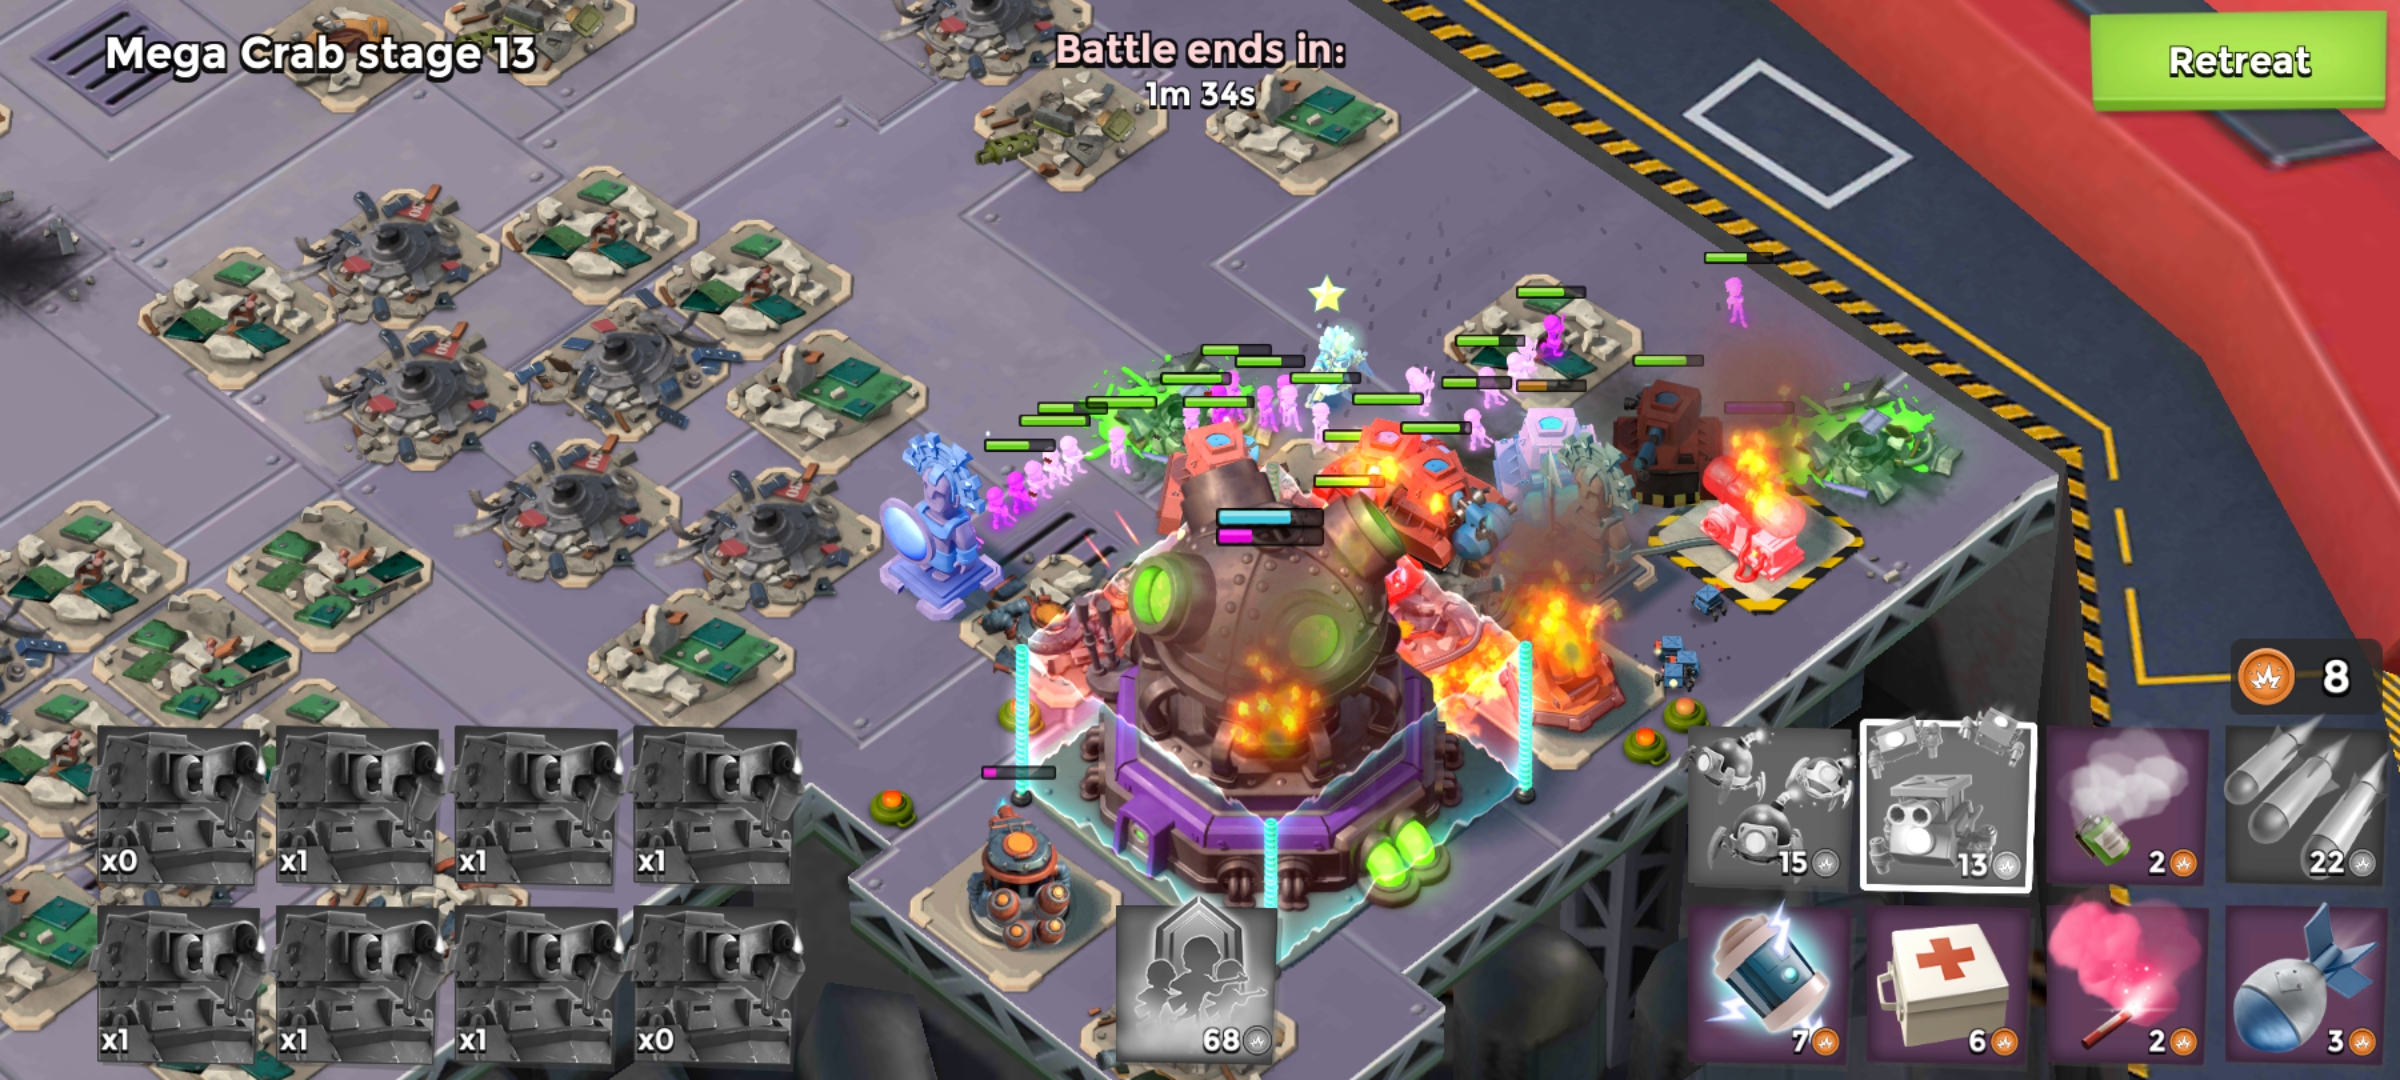 Mega Crab stage 13
Battle ends in:
1m 34s
Retreat
8
x0
x1
x1
x1
15
13
2
22
x1
x1
x1
x0
68
7
6
2
3